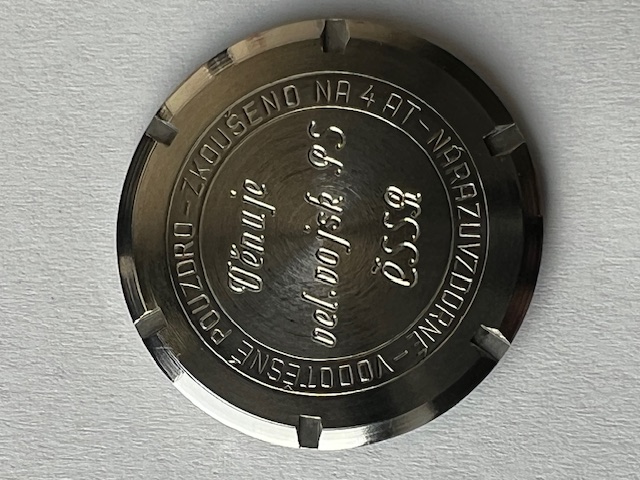 VODOTĚSNÉ POUZDRO – ZKOUŠENO NA 4 AT – NÁRAZUVZDORNÉ –
Věnuje
vel. vojsk PS
ČSSR